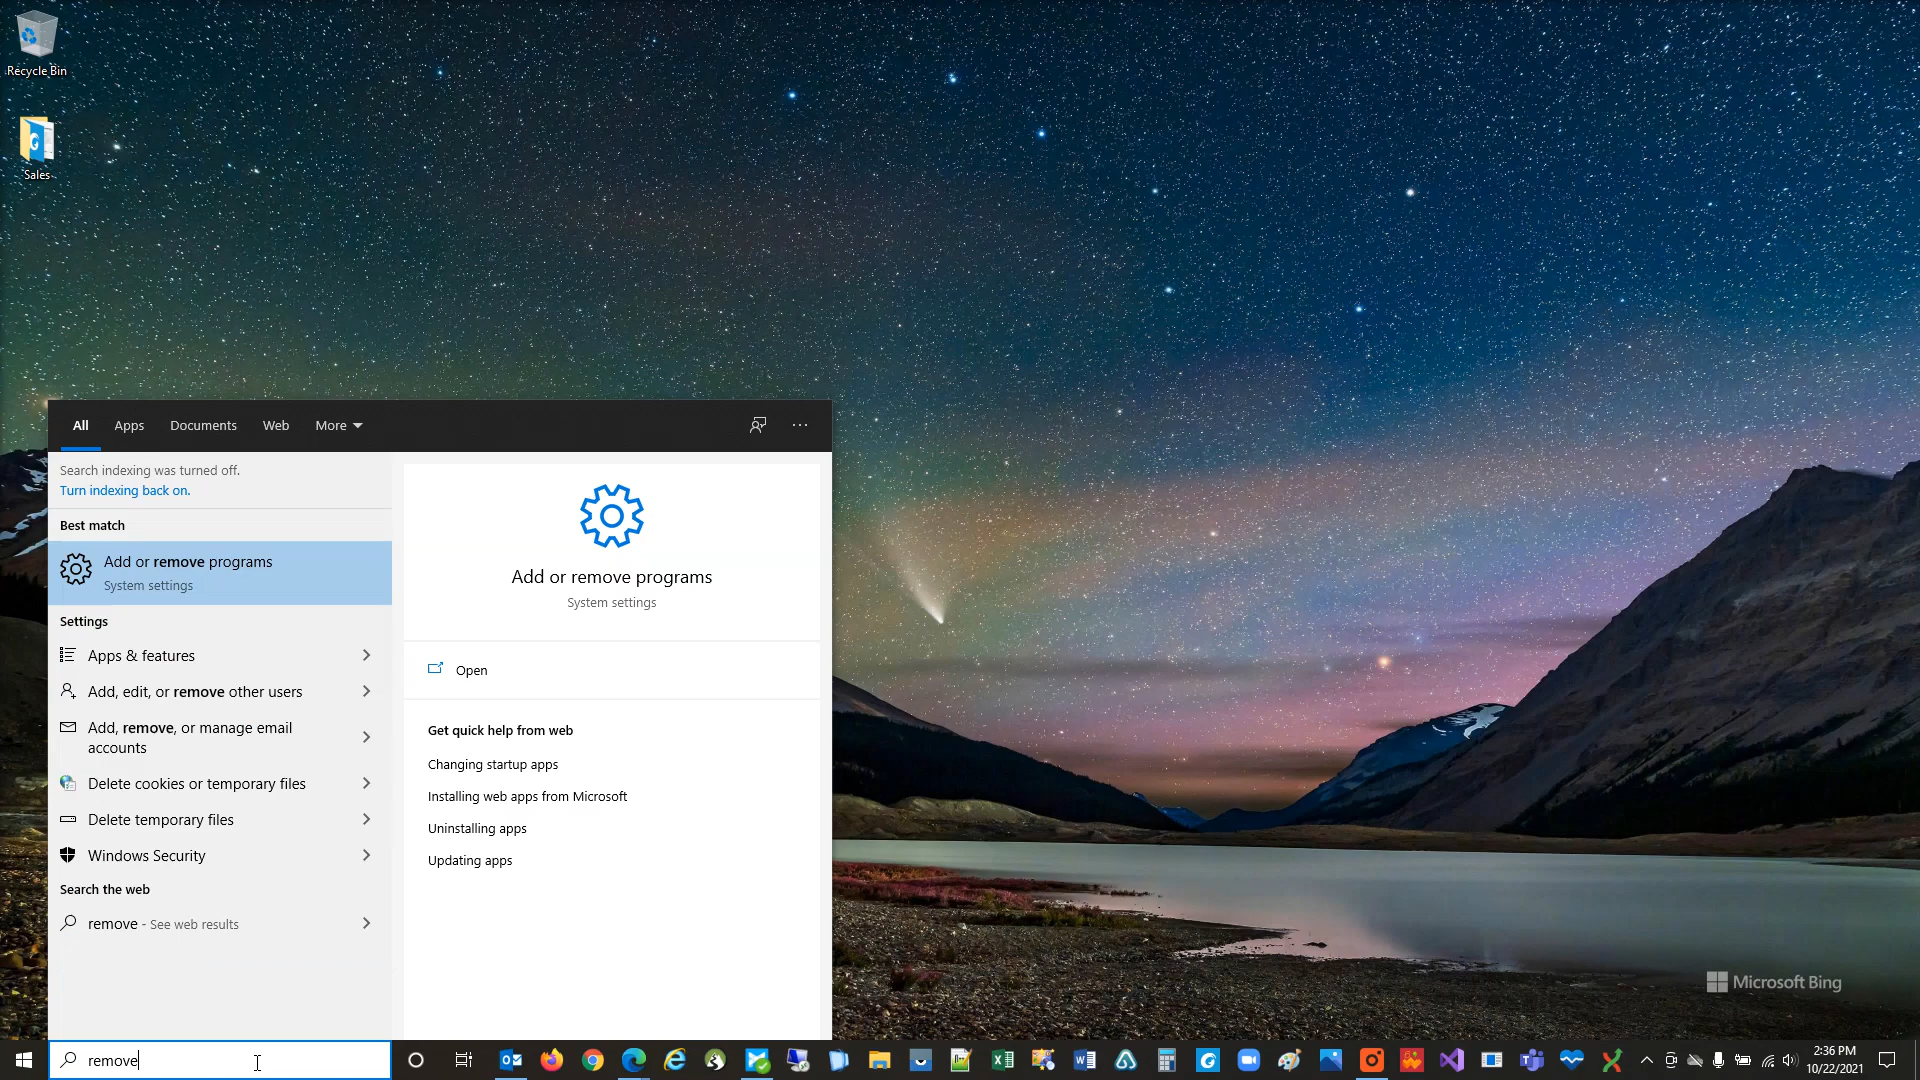 Recycle Bin
Sales
All Apps Documents Web More
Search indexing was turned off.
Turn indexing back on.
Best match
Add or remove programs
System settings
Settings
Apps & features
Add, edit, or remove other users
Add, remove, or manage email
accounts
Delete cookies or temporary files
Delete temporary files
Windows Security
Search the web
remove - See web results
Add or remove programs
System settings
Open
Get quick help from web
Changing startup apps
Installing web apps from Microsoft
Uninstalling apps
Updating apps
Microsoft Bing
remove
2:36 PM
10/22/2021